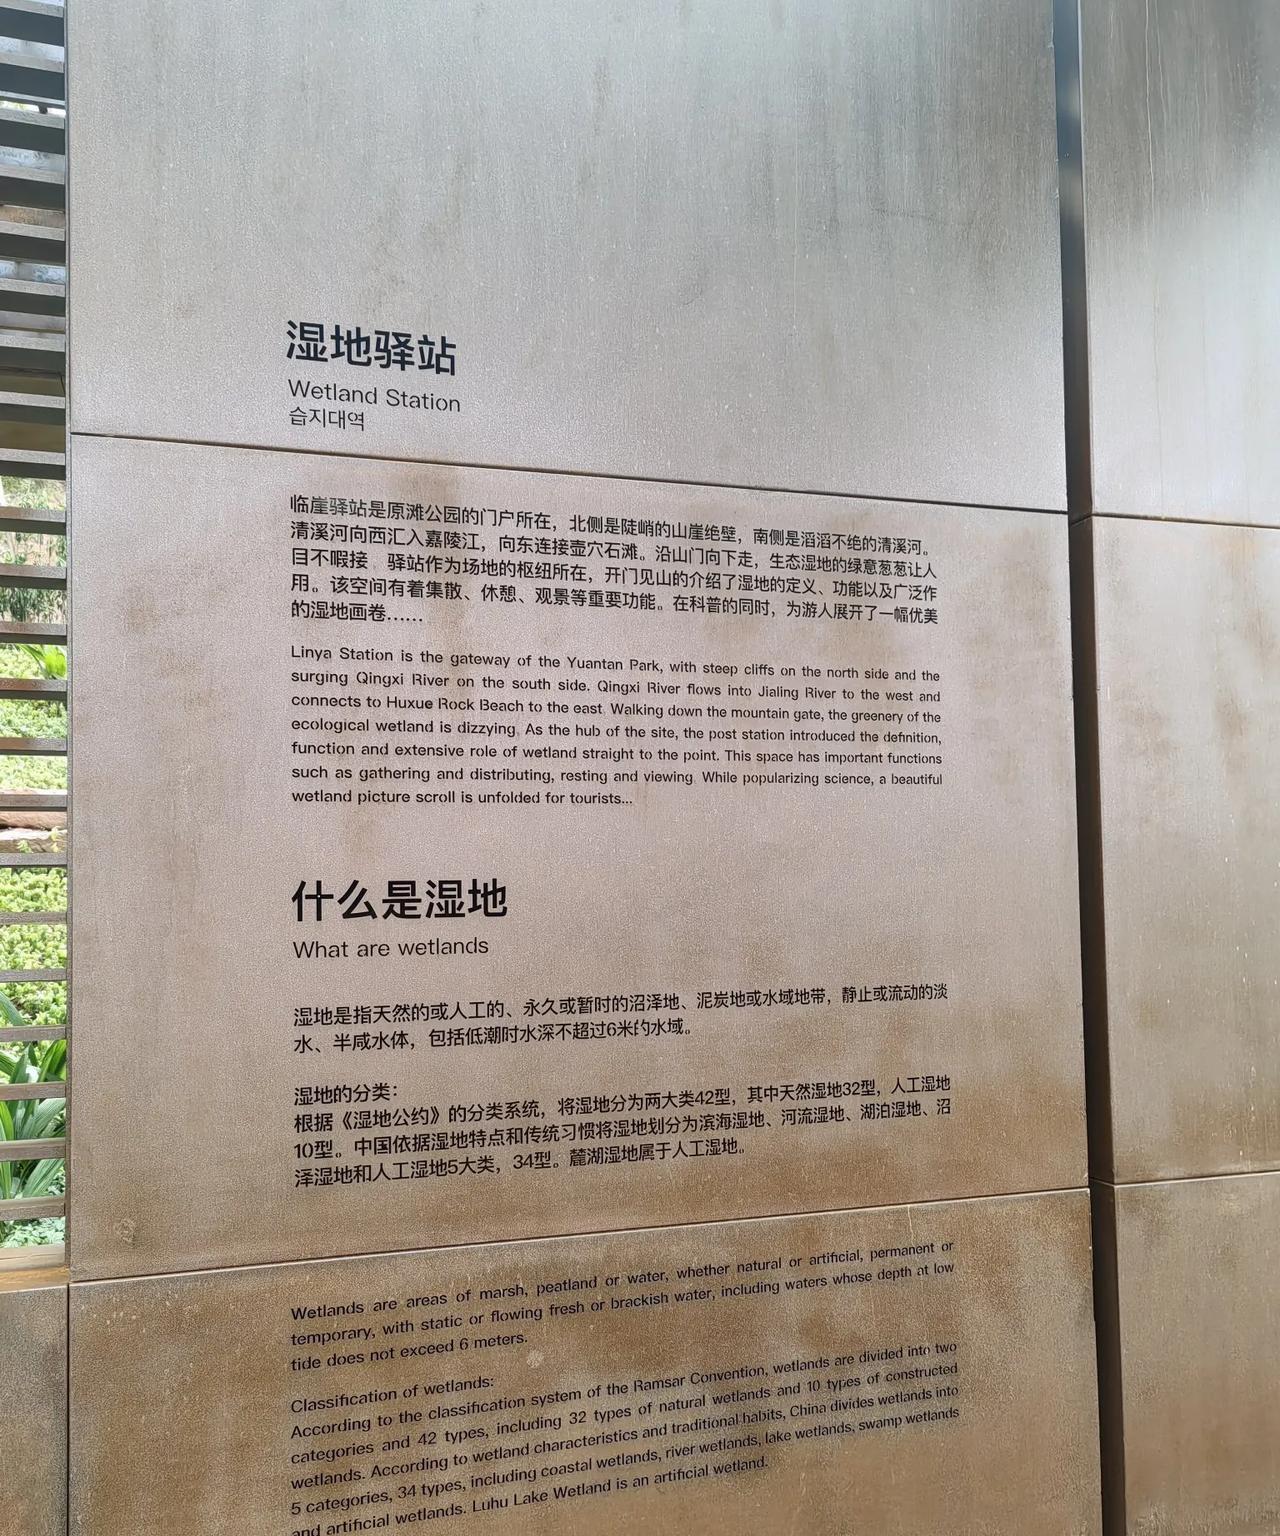 湿地驿站
Wetland Station
습지대역
临崖驿站是原滩公园的门户所在，北侧是陡峭的山崖绝壁，南侧是滔滔不绝的清溪河。
清溪河向西汇入嘉陵江，向东连接壶穴石滩。沿山门向下走，生态湿地的绿意葱葱让人
目不暇接 驿站作为场地的枢纽所在，开门见山的介绍了湿地的定义、功能以及广泛作
用。该空间有着集散、休憩、观景等重要功能。在科普的同时，为游人展开了一幅优美
的湿地画卷……
Linya Station is the gateway of the Yuantan Park, with steep cliffs on the north side and the
surging Qingxi River on the south side. Qingxi River flows into Jialing River to the west and
connects to Huxue Rock Beach to the east Walking down the mountain gate, the greenery of the
ecological wetland is dizzying As the hub of the site, the post station introduced the definition,
function and extensive role of wetland straight to the point. This space has important functions
such as gathering and distributing, resting and viewing While popularizing science, a beautiful
wetland picture scroll is unfolded for tourists...
什么是湿地
What are wetlands
湿地是指天然的或人工的、永久或暂时的沼泽地、泥炭地或水域地带，静止或流动的淡
水、半咸水体，包括低潮时水深不超过6米的水域。
湿地的分类：
根据《湿地公约》的分类系统，将湿地分为两大类42型，其中天然湿地32型，人工湿地
10型。中国依据湿地特点和传统习惯将湿地划分为滨海湿地、河流湿地、湖泊湿地、沼
泽湿地和人工湿地5大类，34型。麓湖湿地属于人工湿地。
Wetlands are areas of marsh, peatland or water, whether natural or artificial, permanent or
temporary, with static or flowing fresh or brackish water, including waters whose depth at low
tide does not exceed 6 meters.
Classification of wetlands:
According to the classification system of the Ramsar Convention, wetlands are divided into two
categories and 42 types, including 32 types of natural wetlands and 10 types of constructed
wetlands. According to wetland characteristics and traditional habits, China divides wetlands into
5 categories, 34 types, including coastal wetlands, river wetlands, lake wetlands, swamp wetlands
and artificial wetlands. Luhu Lake Wetland is an artificial wetland.